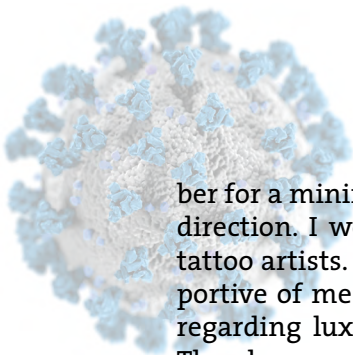 ber for a mini
direction. I w
tattoo artists.
portive of me
regarding lux